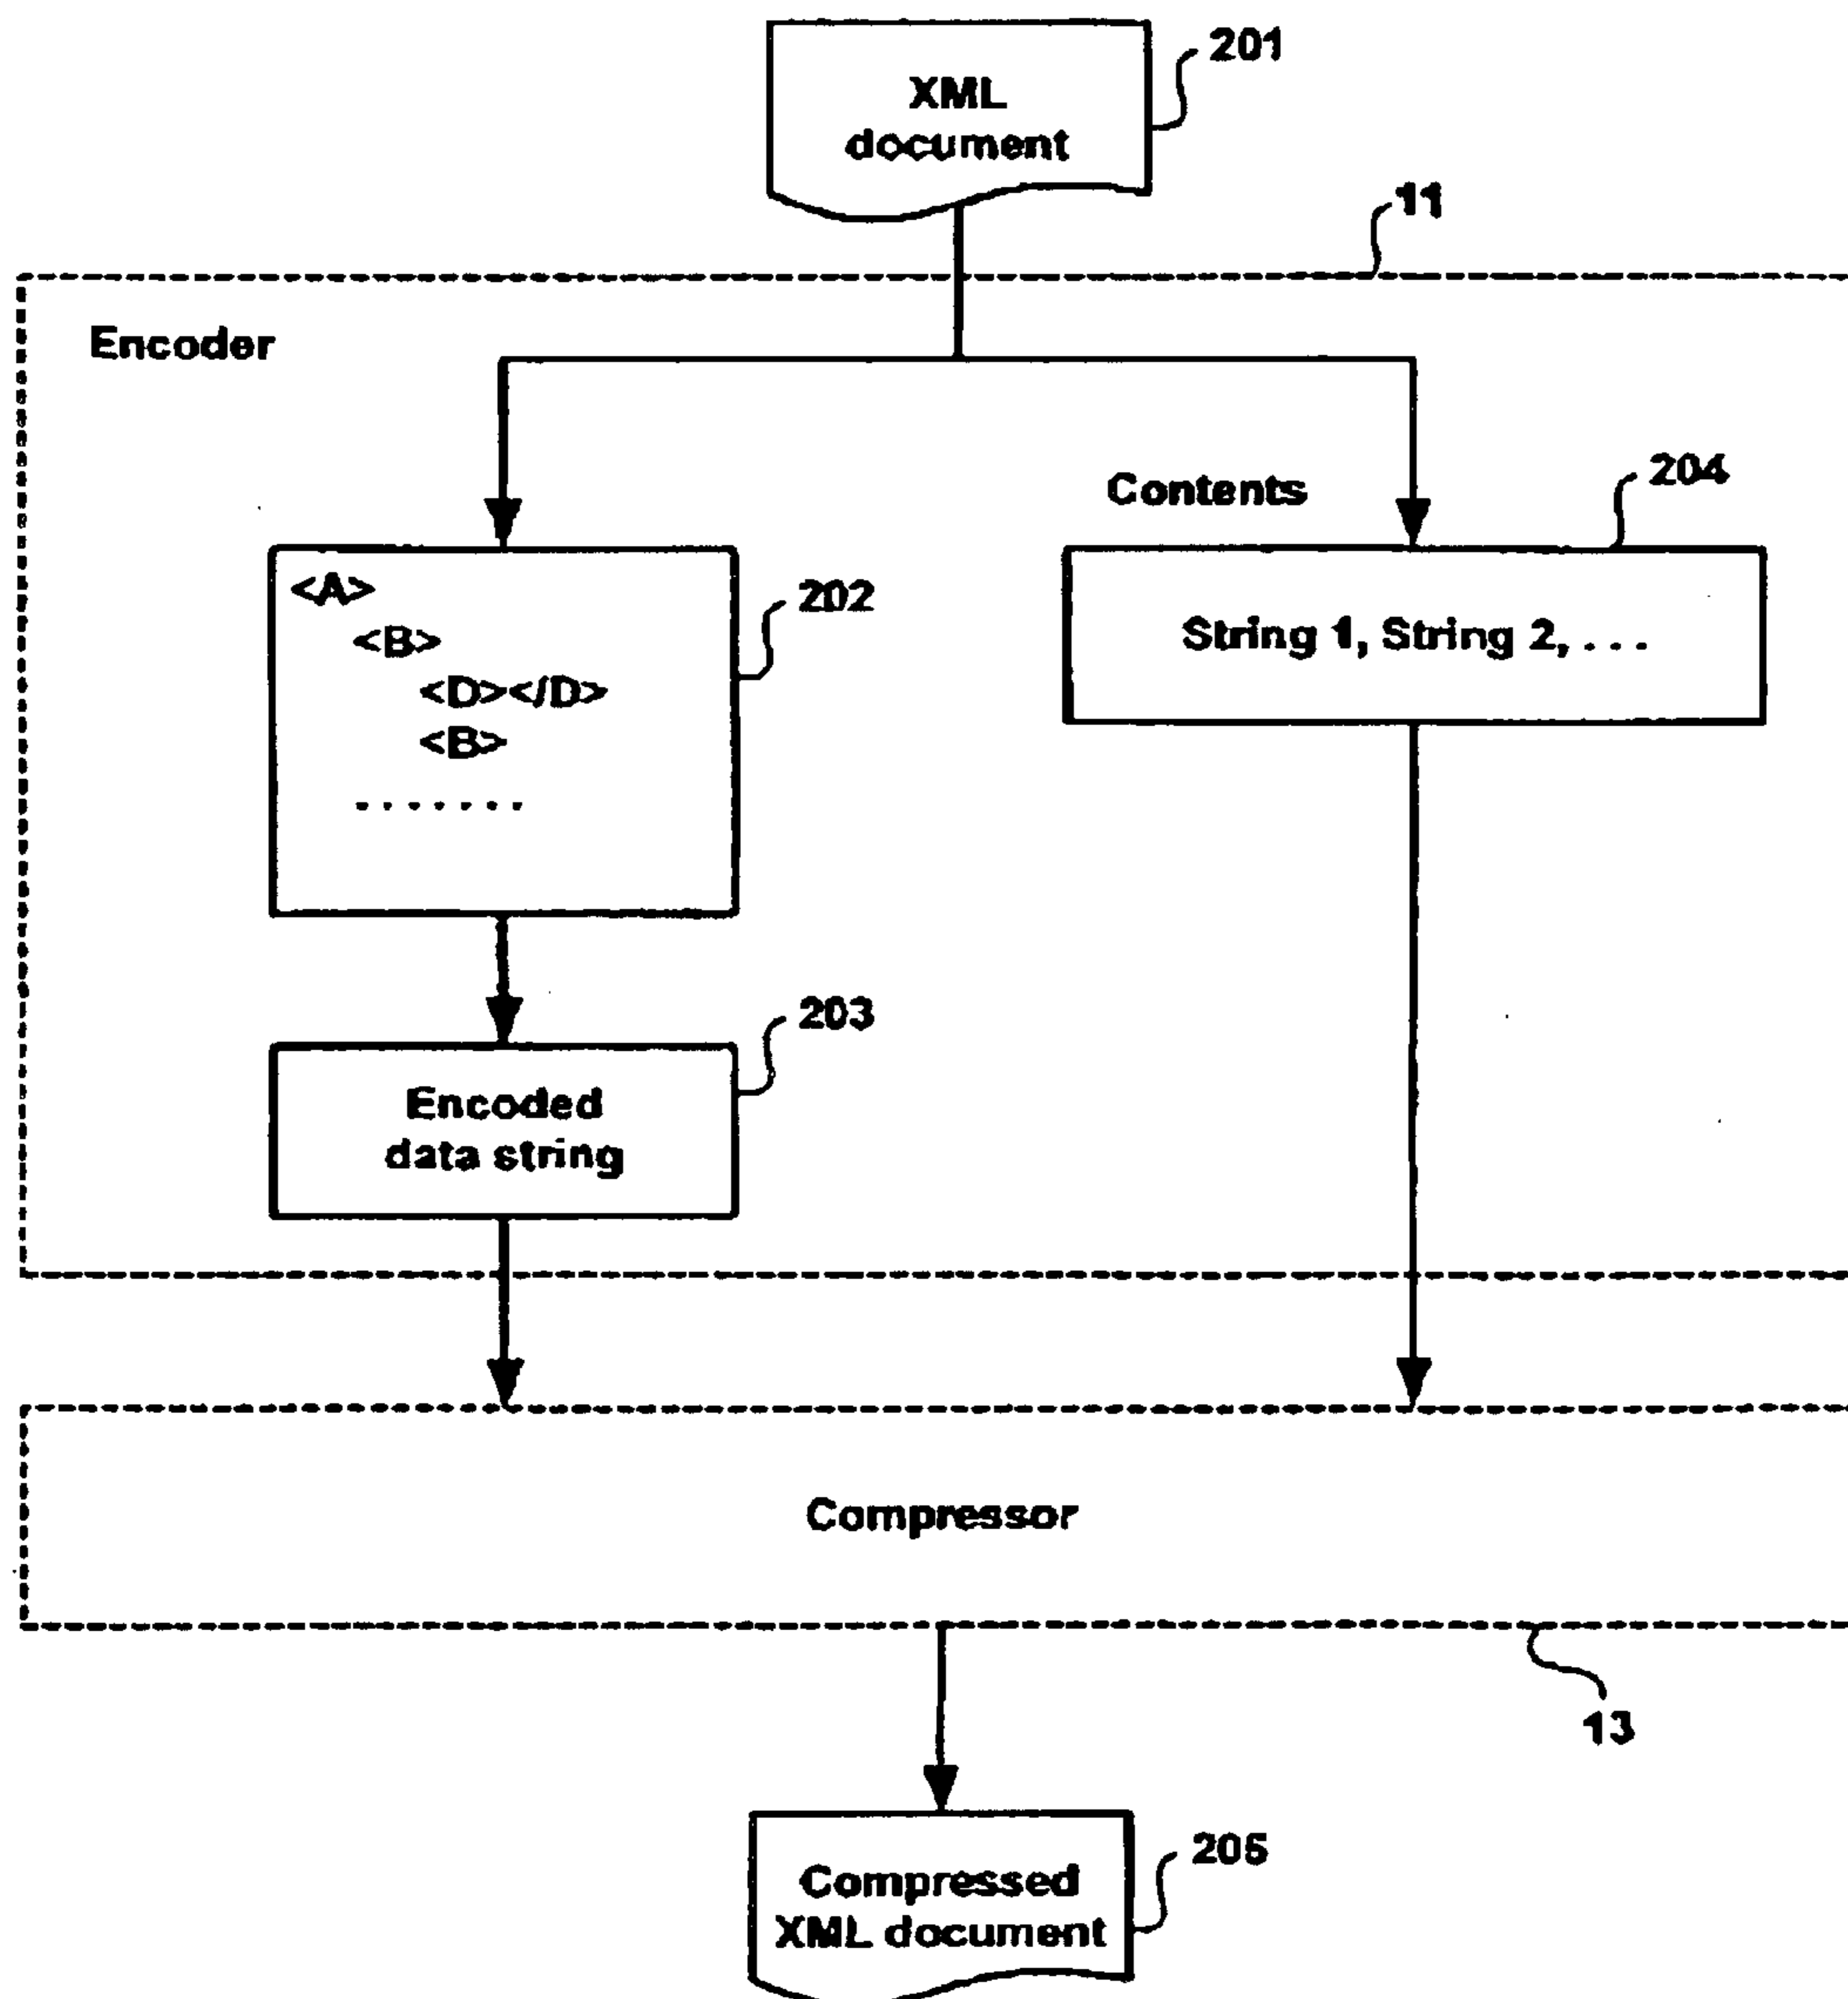 XML
document
201
11
Encoder
Contents
204
<A>
<B>
<D></D>
<B>
.......
202
String 1, String 2, . . .
203
Encoded
data string
Compressor
13
205
Compressed
XML document